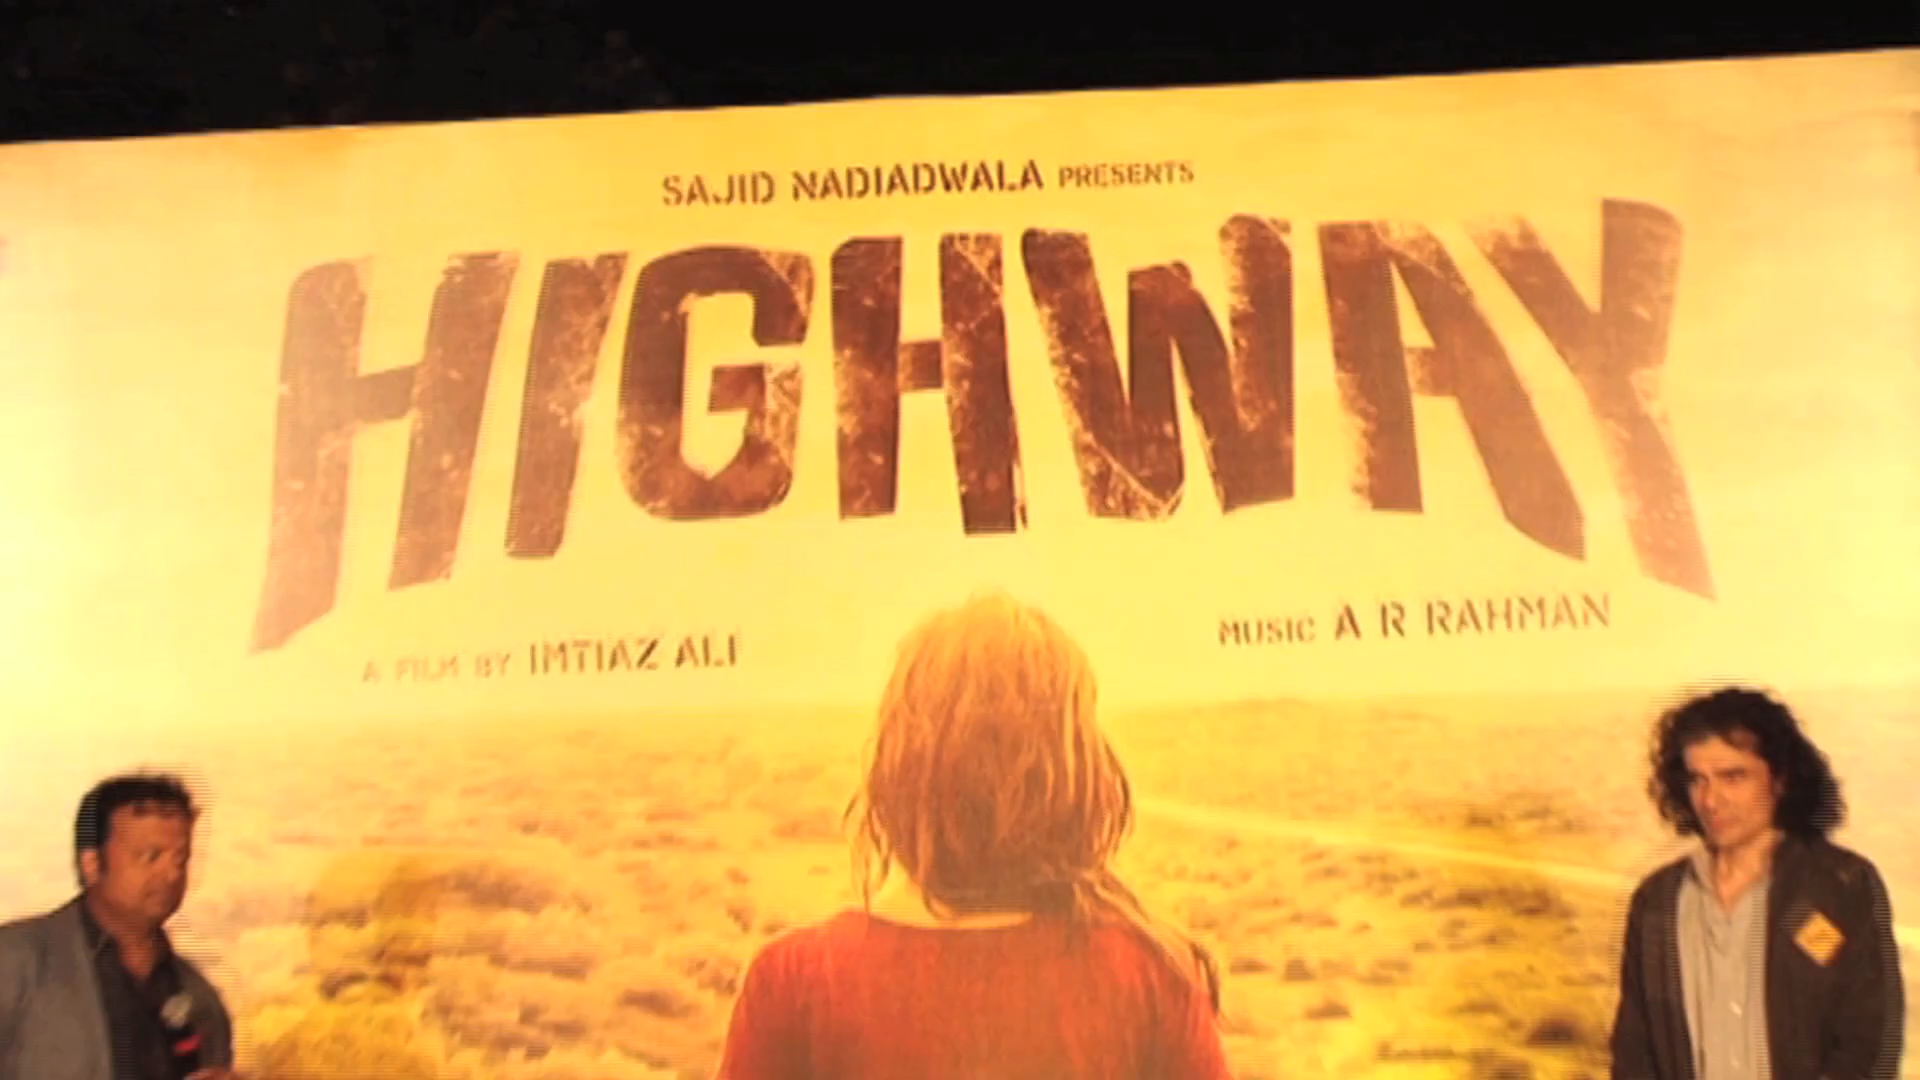 SAJID NADIADWALA PRESENTS
HIGHWAY
A FILM BY IMTIAZ ALI
MUSIC A R RAHMAN